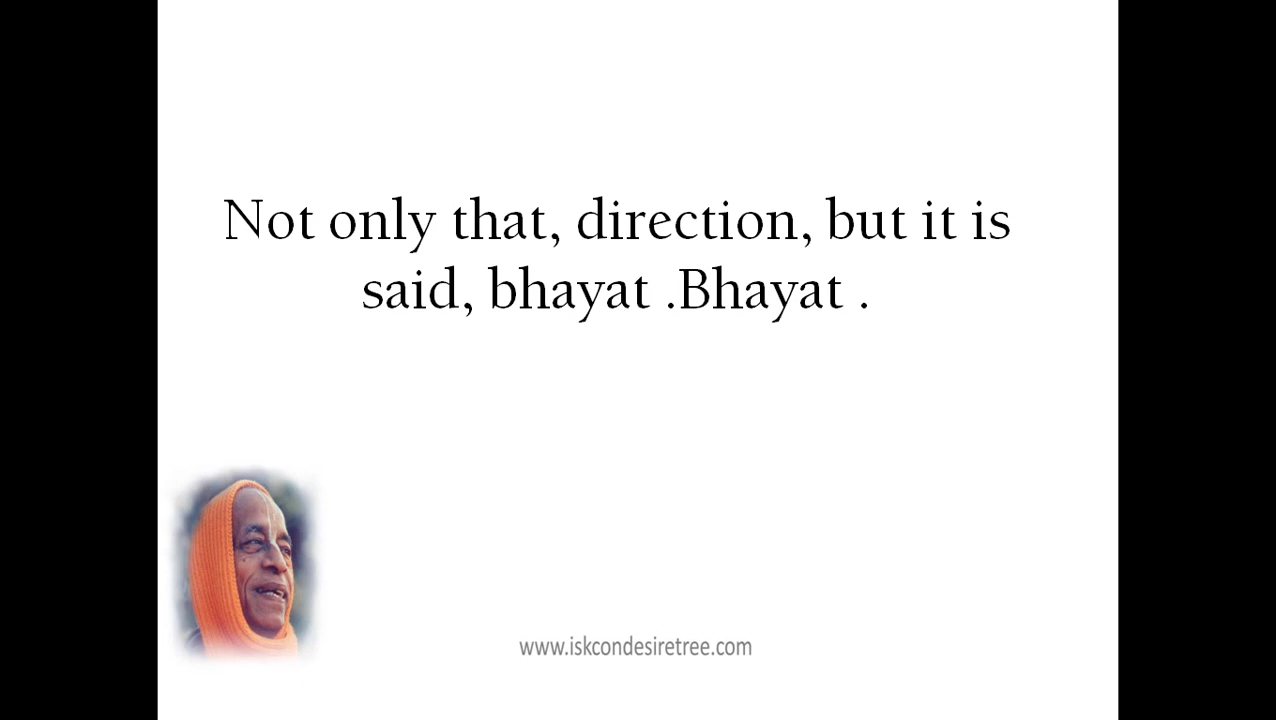 Not only that, direction, but it is
said, bhayat .Bhayat .
www.iskcondesiretree.com